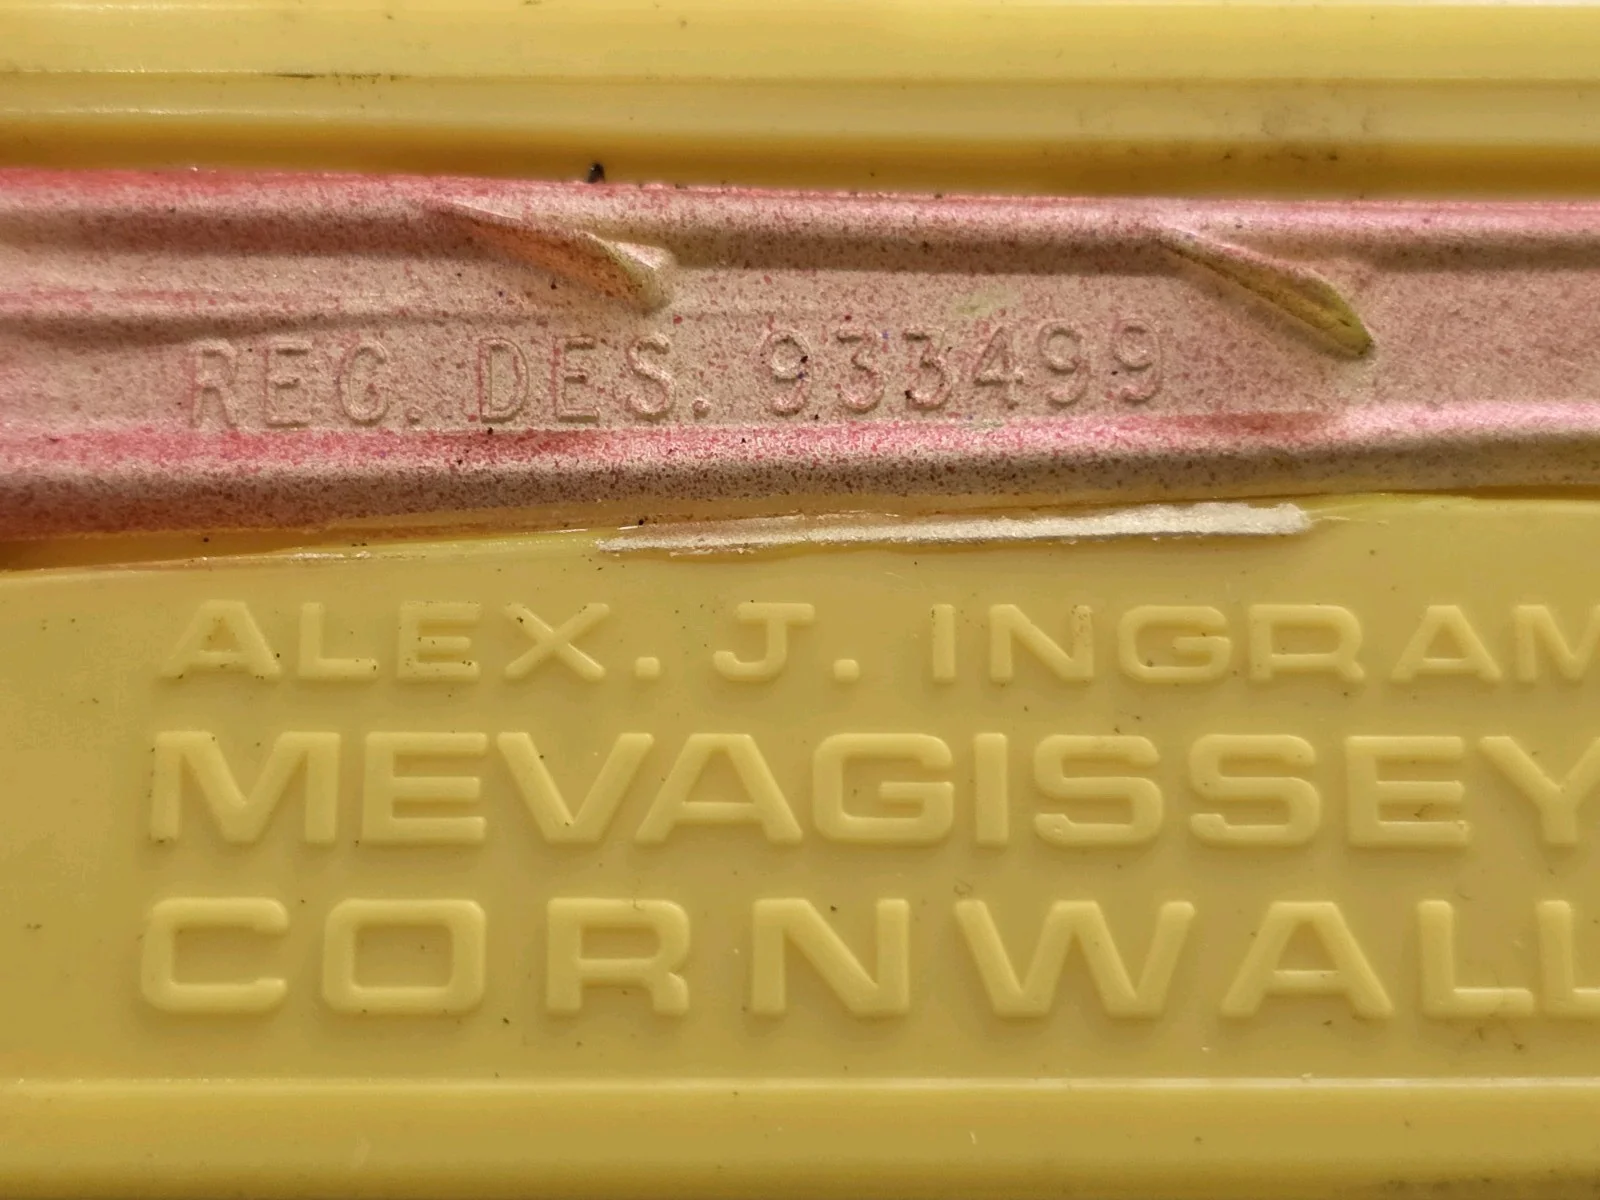 REG. DES. 933499
ALEX. J. INGRAM
MEVAGISSEY
CORNWALL